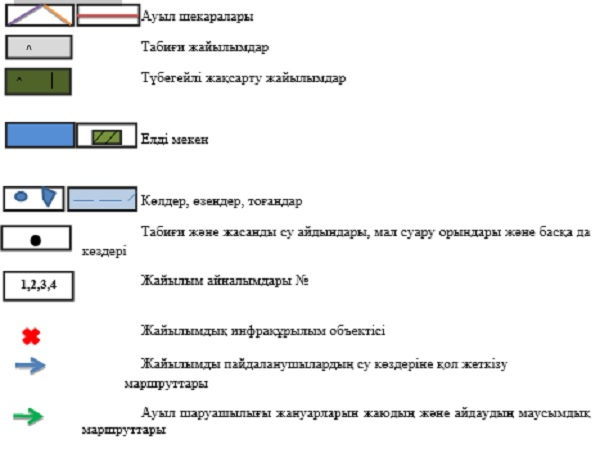 Ауыл шекаралары
Табиғи жайылымдар
Түбегейлі жақсарту жайылымдар
Елді мекен
Көлдер, өзендер, тоғандар
Табиғи және жасанды су айдындары, мал суару орындары және басқа да
көздері
1,2,3,4 Жайылым айналымдары №
Жайылымдық инфрақұрылым объектісі
Жайылымды пайдаланушылардың су көздеріне қол жеткізу
маршруттары
Ауыл шаруашылығы жануарларын жаюдың және айдаудың маусымдық
маршруттары